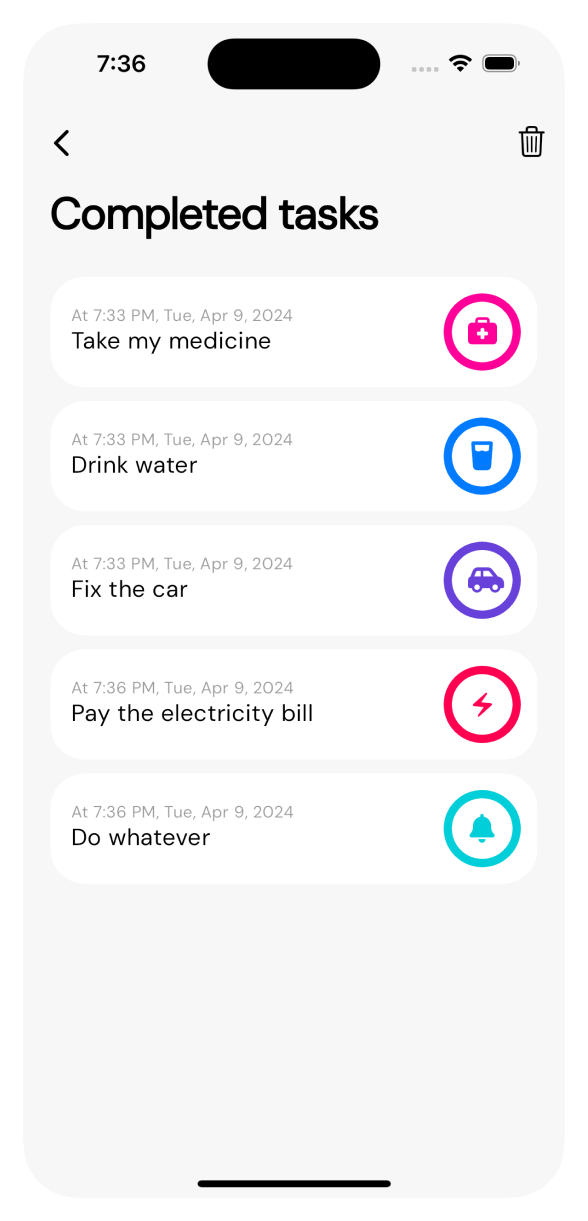 7:36
Completed tasks
At 7:33 PM, Tue, Apr 9, 2024
Take my medicine
At 7:33 PM, Tue, Apr 9, 2024
Drink water
At 7:33 PM, Tue, Apr 9, 2024
Fix the car
At 7:36 PM, Tue, Apr 9, 2024
Pay the electricity bill
At 7:36 PM, Tue, Apr 9, 2024
Do whatever